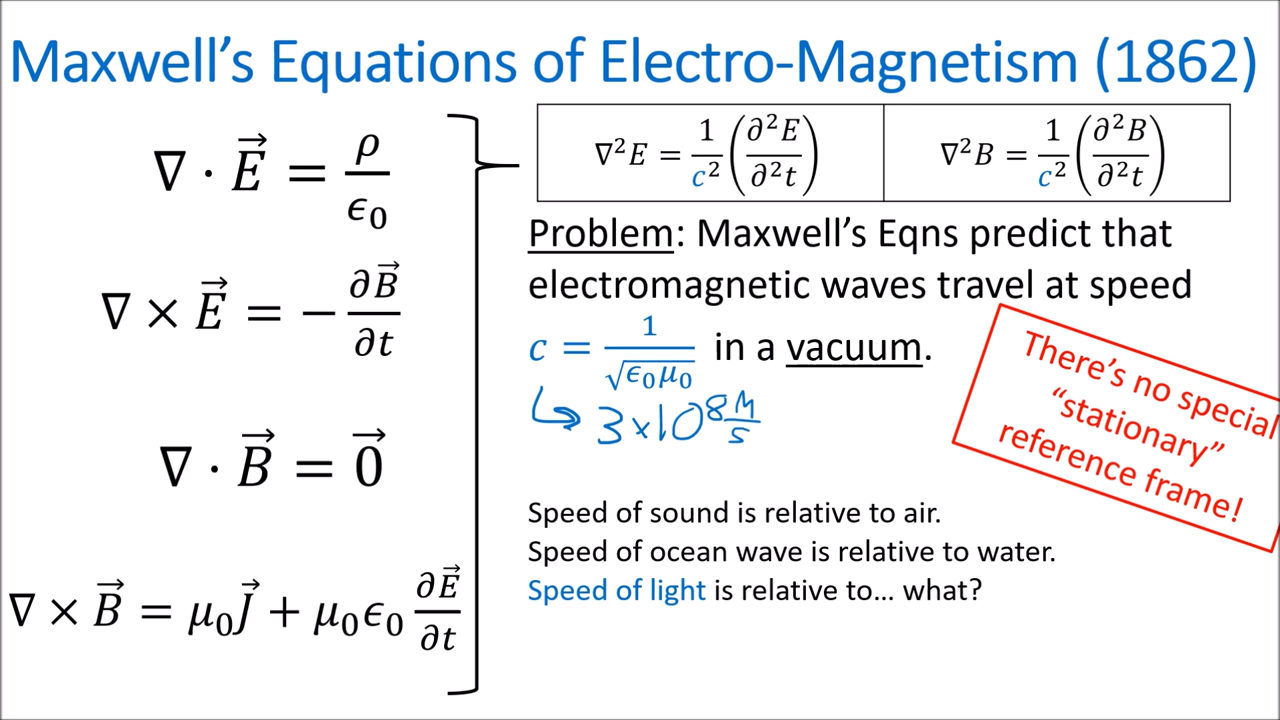 Maxwell's Equations of Electro-Magnetism (1862)
∇ · E⃗ = ρ/ϵ₀
∇ × E⃗ = −∂B⃗/∂t
∇ · B⃗ = 0⃗
∇ × B⃗ = μ₀J⃗ + μ₀ϵ₀ ∂E⃗/∂t
∇²E = 1/c² (∂²E/∂²t)
∇²B = 1/c² (∂²B/∂²t)
Problem: Maxwell's Eqns predict that
electromagnetic waves travel at speed
c = 1/√(ϵ₀μ₀) in a vacuum.
↳ 3×10⁸ M/s
There's no special
"stationary"
reference frame!
Speed of sound is relative to air.
Speed of ocean wave is relative to water.
Speed of light is relative to... what?